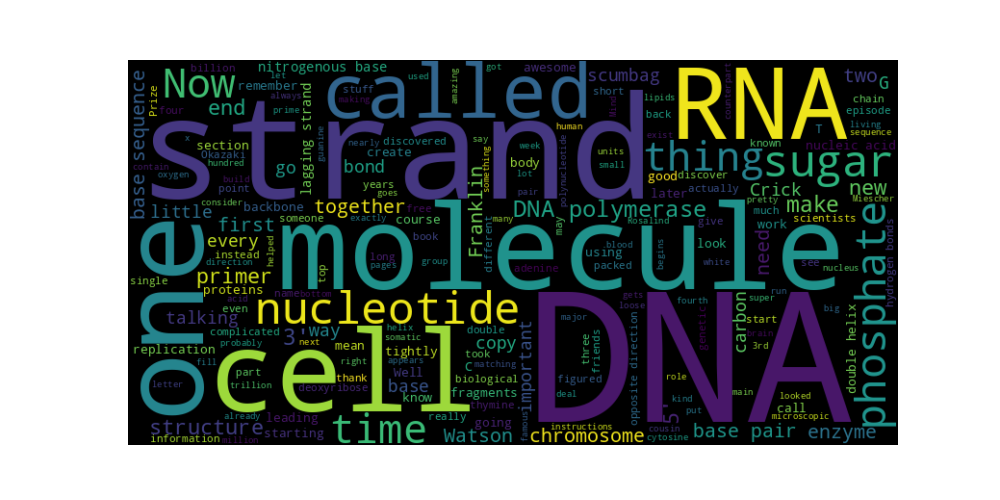 billion
nitrogenous base
got
awesome
let
Now
remember
stuff
called
amazing
scumbag
two
G
RNA
Prize
four
end
always
used
making
short
lipids
chain
back
episode
prime
counterpart
Mind
living
base sequence
strand
x
section
discovered
nearly
say
human
T
exist
sequence
Okazaki
guanine
create
week
units
known
nucleic acid
contain
hundred
go
bond
something
body
small
thing
sugar
oxygen
build
lagging strand
years
lot
polynucleotide
good
discover
point
goes
Franklin
pair
later
actually
pretty
Miescher
consider
backbone
together
free
DNA polymerase
Crick
make
new
little
someone
exactly
course
many
may
Rosalind
much
scientists
first
book
different
give
work
one
every
molecule
blood
using
look
need
phosphate
hydrogen bonds
direction
helped
long
instead
top
pages
group
adenine
packed
begins
white
see
nucleus
single
primer
proteins
acid
name
bottom
gets
fourth
super
run
even
nucleotide
loose
genetic
carbon
big
talking
cell
3'
way
helix
double
important
major
DNA
start
brain
double helix
complicated
next
somatic
copy
three
friends
3rd
replication
probably
mean
tightly
took
opposite direction
matching
right
appears
C
figured
main
fill
part
thank
Well
biological
role
looked
letter
trillion
deoxyribose
base
know
fragments
deal
kind
call
already
thymine
famous
cousin
put
5'
microscopic
structure
leading
time
really
going
instructions
information
million
starting
Watson
chromosome
cytosine
base pair
enzyme